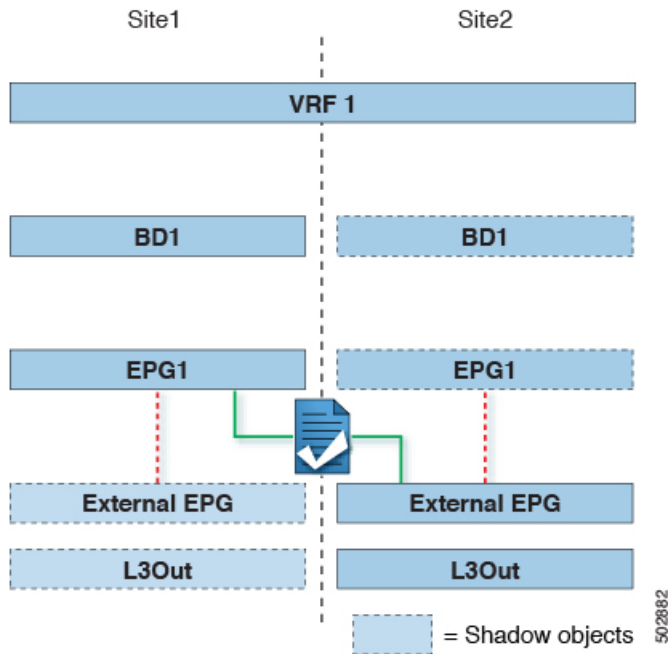 Site1
Site2
VRF 1
BD1
BD1
EPG1
EPG1
External EPG
External EPG
L3Out
L3Out
= Shadow objects
502882